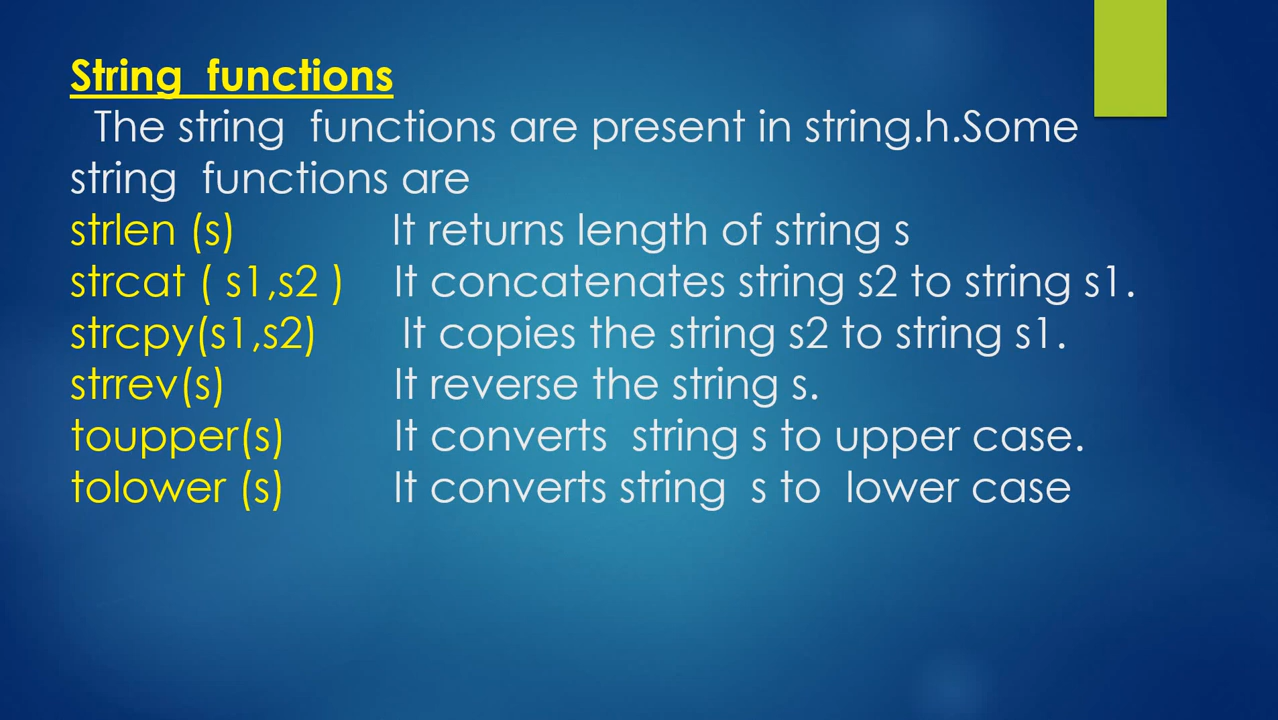 String functions
The string functions are present in string.h.Some
string functions are
strlen (s) It returns length of string s
strcat ( s1,s2 ) It concatenates string s2 to string s1.
strcpy(s1,s2) It copies the string s2 to string s1.
strrev(s) It reverse the string s.
toupper(s) It converts string s to upper case.
tolower (s) It converts string s to lower case